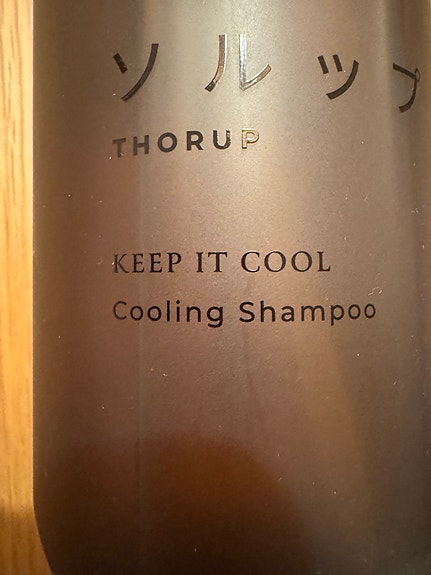 ソルップ
THORUP
KEEP IT COOL
Cooling Shampoo